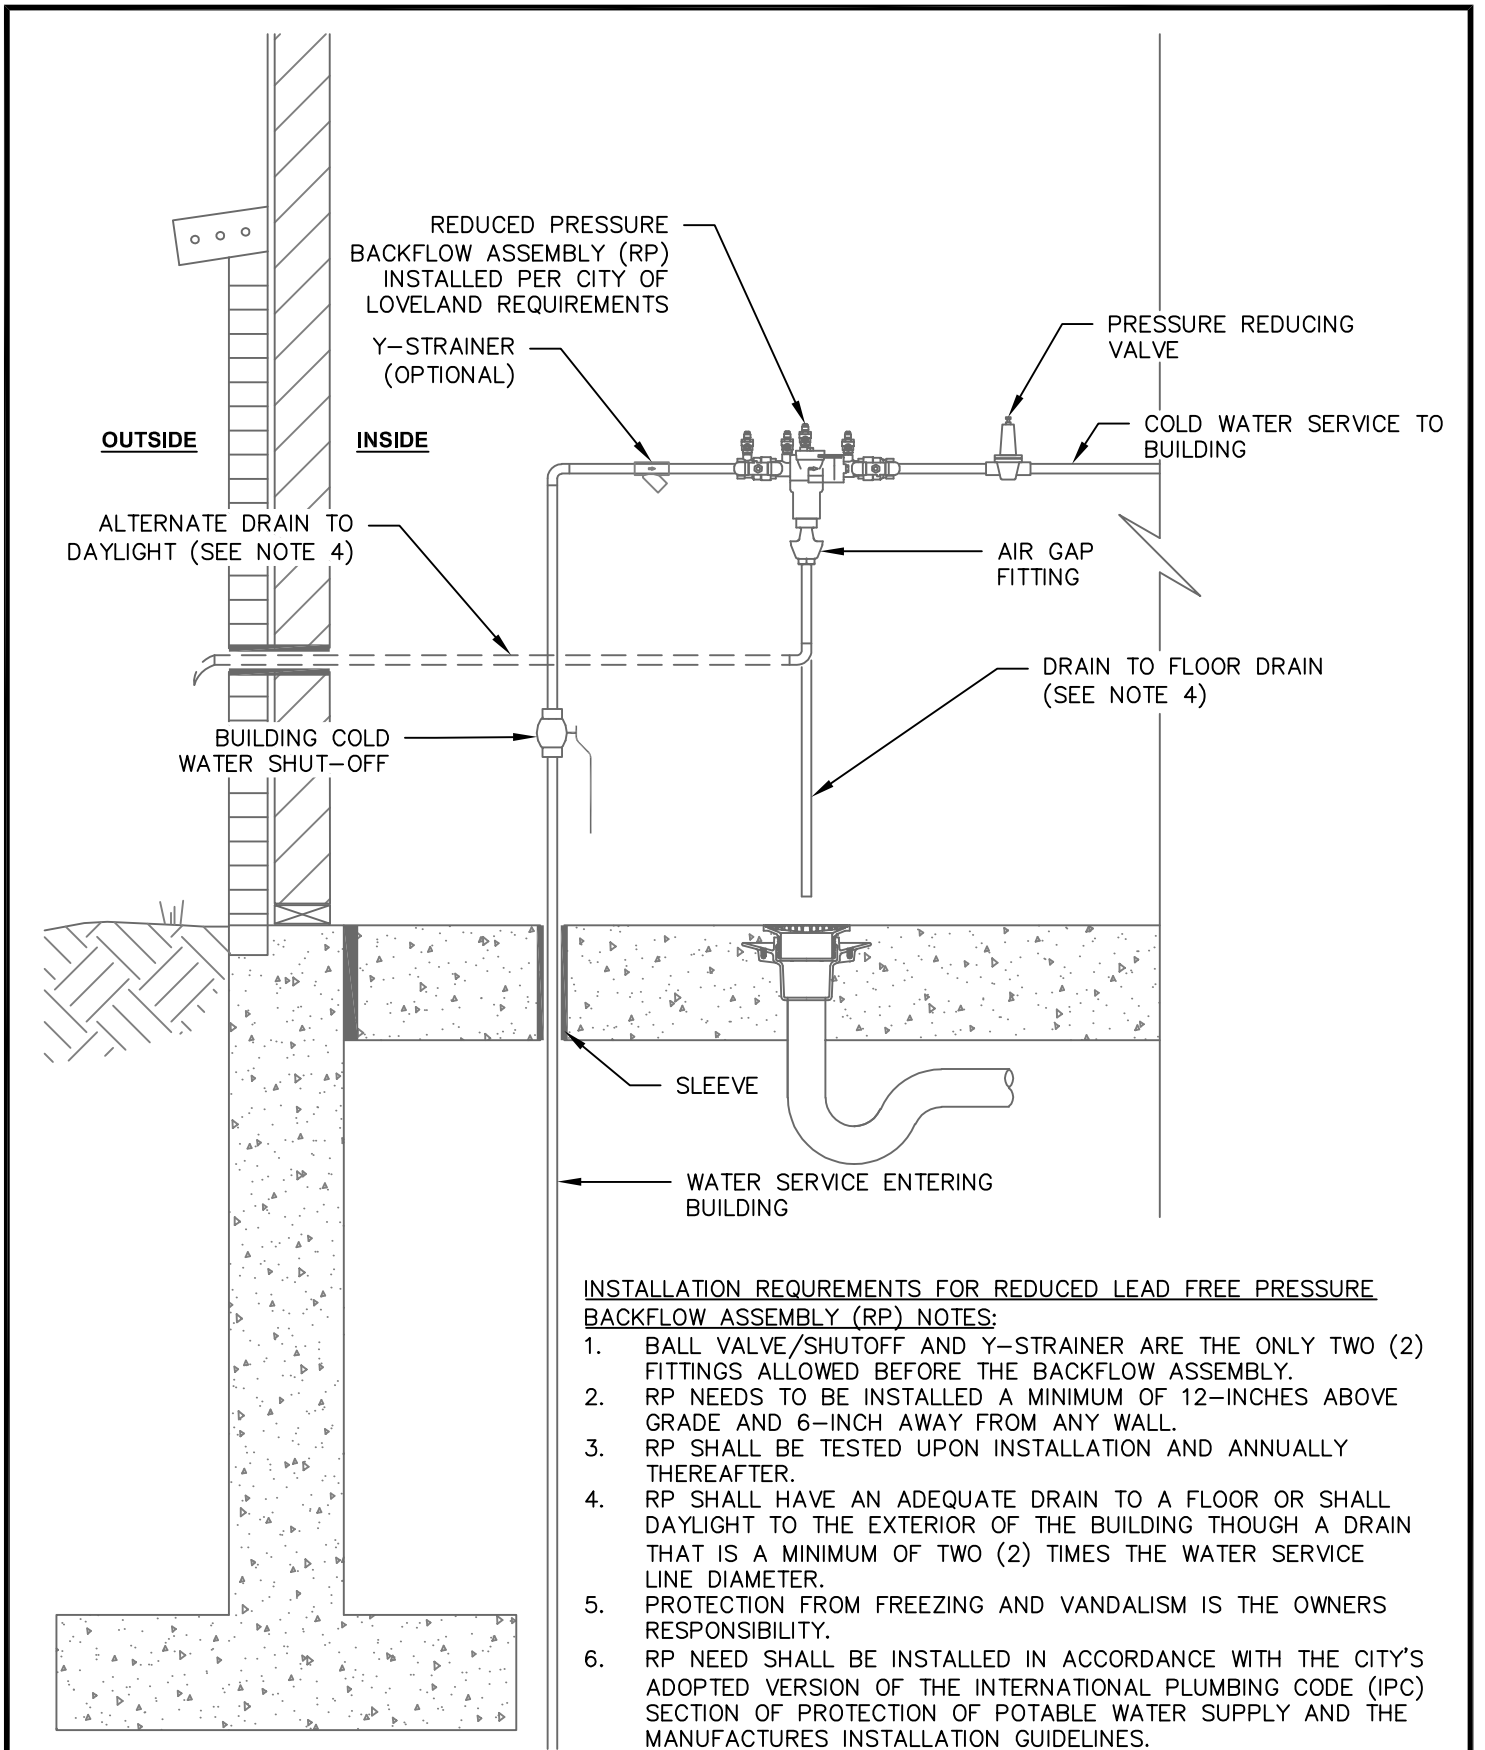 REDUCED PRESSURE
BACKFLOW ASSEMBLY (RP)
INSTALLED PER CITY OF
LOVELAND REQUIREMENTS
Y-STRAINER
(OPTIONAL)
PRESSURE REDUCING
VALVE
COLD WATER SERVICE TO
BUILDING
OUTSIDE
INSIDE
ALTERNATE DRAIN TO
DAYLIGHT (SEE NOTE 4)
AIR GAP
FITTING
DRAIN TO FLOOR DRAIN
(SEE NOTE 4)
BUILDING COLD
WATER SHUT-OFF
SLEEVE
WATER SERVICE ENTERING
BUILDING
INSTALLATION REQUREMENTS FOR REDUCED LEAD FREE PRESSURE
BACKFLOW ASSEMBLY (RP) NOTES:
1. BALL VALVE/SHUTOFF AND Y-STRAINER ARE THE ONLY TWO (2)
FITTINGS ALLOWED BEFORE THE BACKFLOW ASSEMBLY.
2. RP NEEDS TO BE INSTALLED A MINIMUM OF 12-INCHES ABOVE
GRADE AND 6-INCH AWAY FROM ANY WALL.
3. RP SHALL BE TESTED UPON INSTALLATION AND ANNUALLY
THEREAFTER.
4. RP SHALL HAVE AN ADEQUATE DRAIN TO A FLOOR OR SHALL
DAYLIGHT TO THE EXTERIOR OF THE BUILDING THOUGH A DRAIN
THAT IS A MINIMUM OF TWO (2) TIMES THE WATER SERVICE
LINE DIAMETER.
5. PROTECTION FROM FREEZING AND VANDALISM IS THE OWNERS
RESPONSIBILITY.
6. RP NEED SHALL BE INSTALLED IN ACCORDANCE WITH THE CITY'S
ADOPTED VERSION OF THE INTERNATIONAL PLUMBING CODE (IPC)
SECTION OF PROTECTION OF POTABLE WATER SUPPLY AND THE
MANUFACTURES INSTALLATION GUIDELINES.